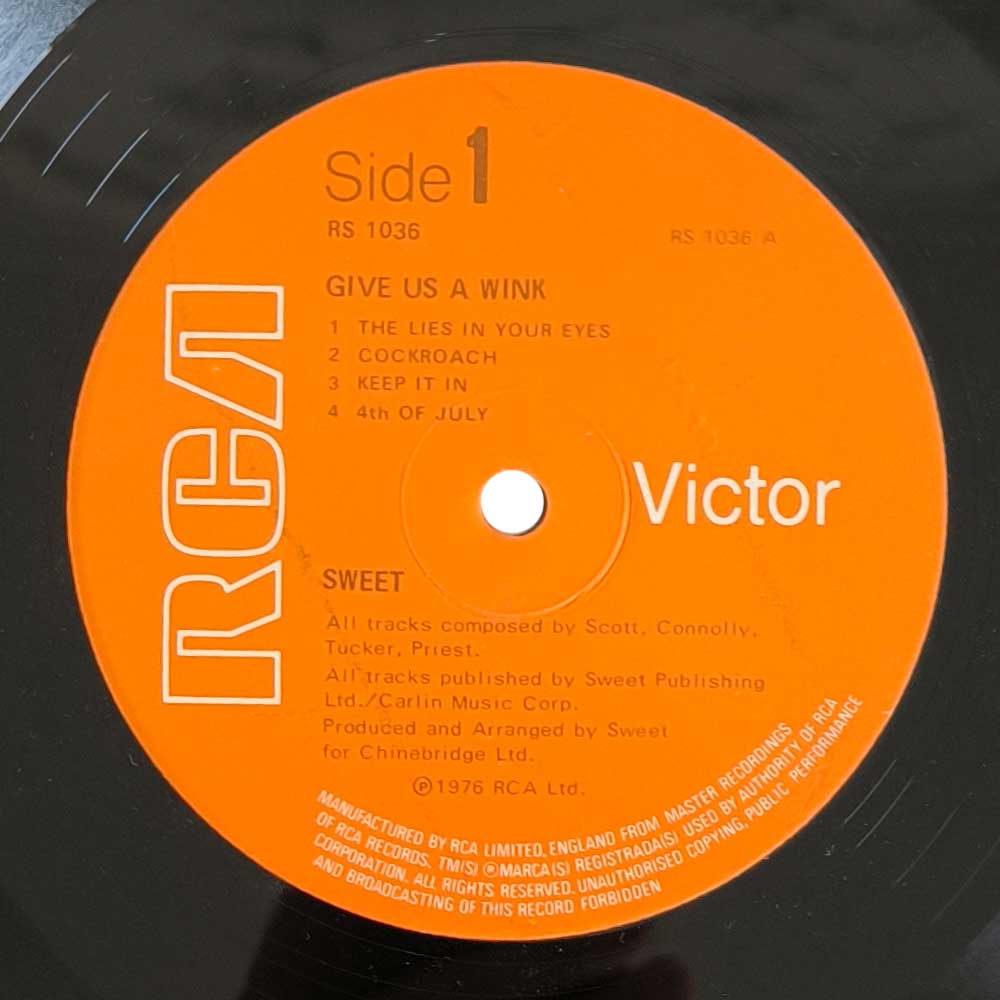 Side 1
RS 1036
RS 1036 A
GIVE US A WINK
1 THE LIES IN YOUR EYES
2 COCKROACH
3 KEEP IT IN
4 4th OF JULY
RCA
Victor
SWEET
All tracks composed by Scott, Connolly,
Tucker, Priest.
All tracks published by Sweet Publishing
Ltd./Carlin Music Corp.
Produced and Arranged by Sweet
for Chinebridge Ltd.
℗1976 RCA Ltd.
MANUFACTURED BY RCA LIMITED, ENGLAND FROM MASTER RECORDINGS
OF RCA RECORDS. TM(S) ®MARCA(S) REGISTRADA(S) USED BY AUTHORITY OF RCA
CORPORATION. ALL RIGHTS RESERVED. UNAUTHORISED COPYING, PUBLIC PERFORMANCE
AND BROADCASTING OF THIS RECORD FORBIDDEN